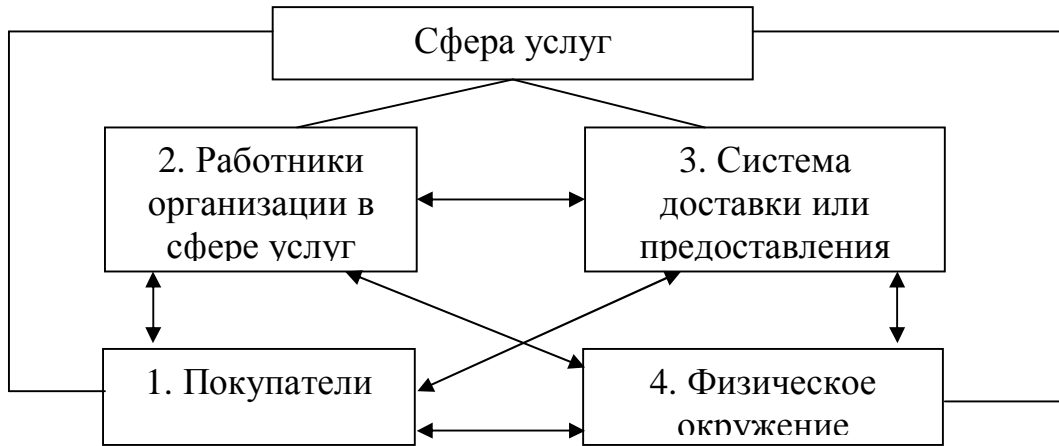 Сфера услуг
2. Работники
организации в
сфере услуг
3. Система
доставки или
предоставления
1. Покупатели
4. Физическое
окружение